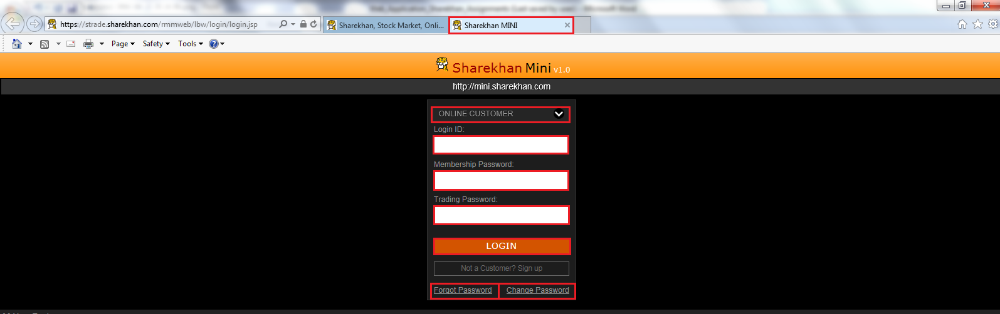 https://strade.sharekhan.com/rmmweb/lbw/login/login.jsp
Sharekhan, Stock Market, Onli...
Sharekhan MINI
Page
Safety
Tools
Sharekhan Mini v1.0
http://mini.sharekhan.com
ONLINE CUSTOMER
Login ID:
Membership Password:
Trading Password:
LOGIN
Not a Customer? Sign up
Forgot Password
Change Password